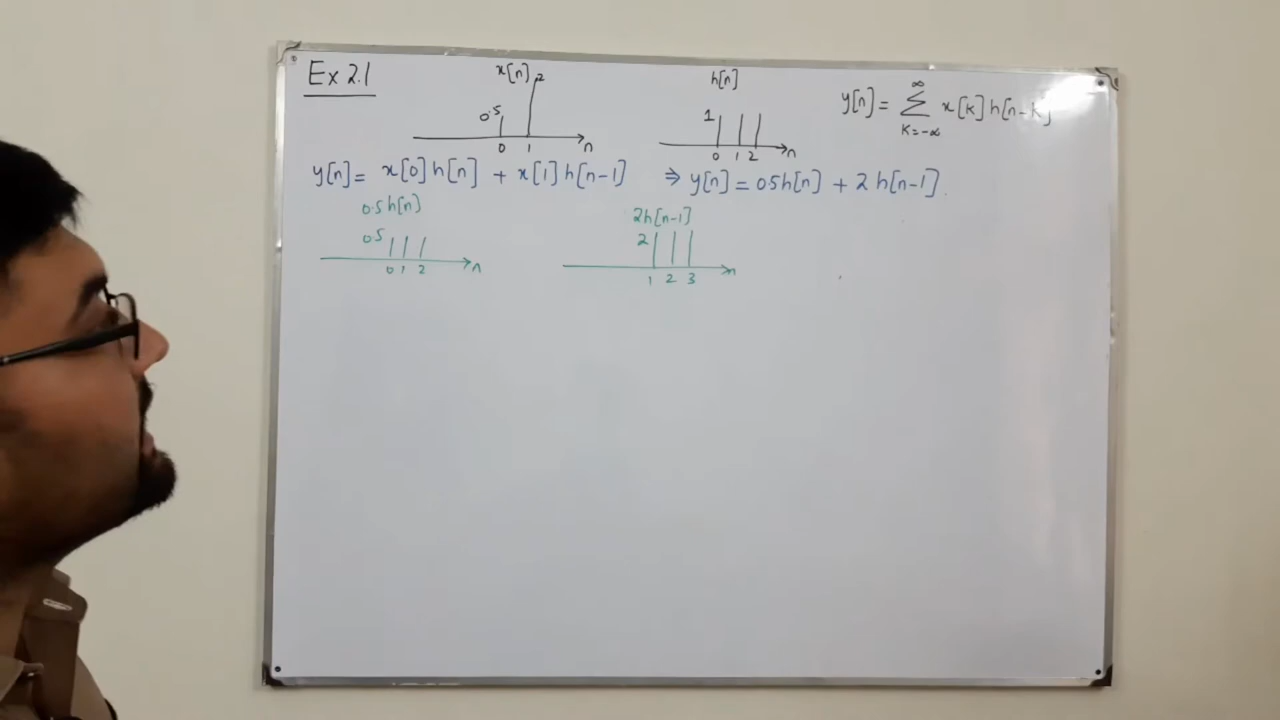 Ex 2.1
x[n]
2
0.5
0 1 n
h[n]
1
0 1 2 n
y[n] = ∞ Σ k=-∞ x[k] h[n-k]
y[n] = x[0] h[n] + x[1] h[n-1] ⇒ y[n] = 0.5h[n] + 2 h[n-1].
0.5 h[n]
0.5
0 1 2 n
2h[n-1]
2
1 2 3 n